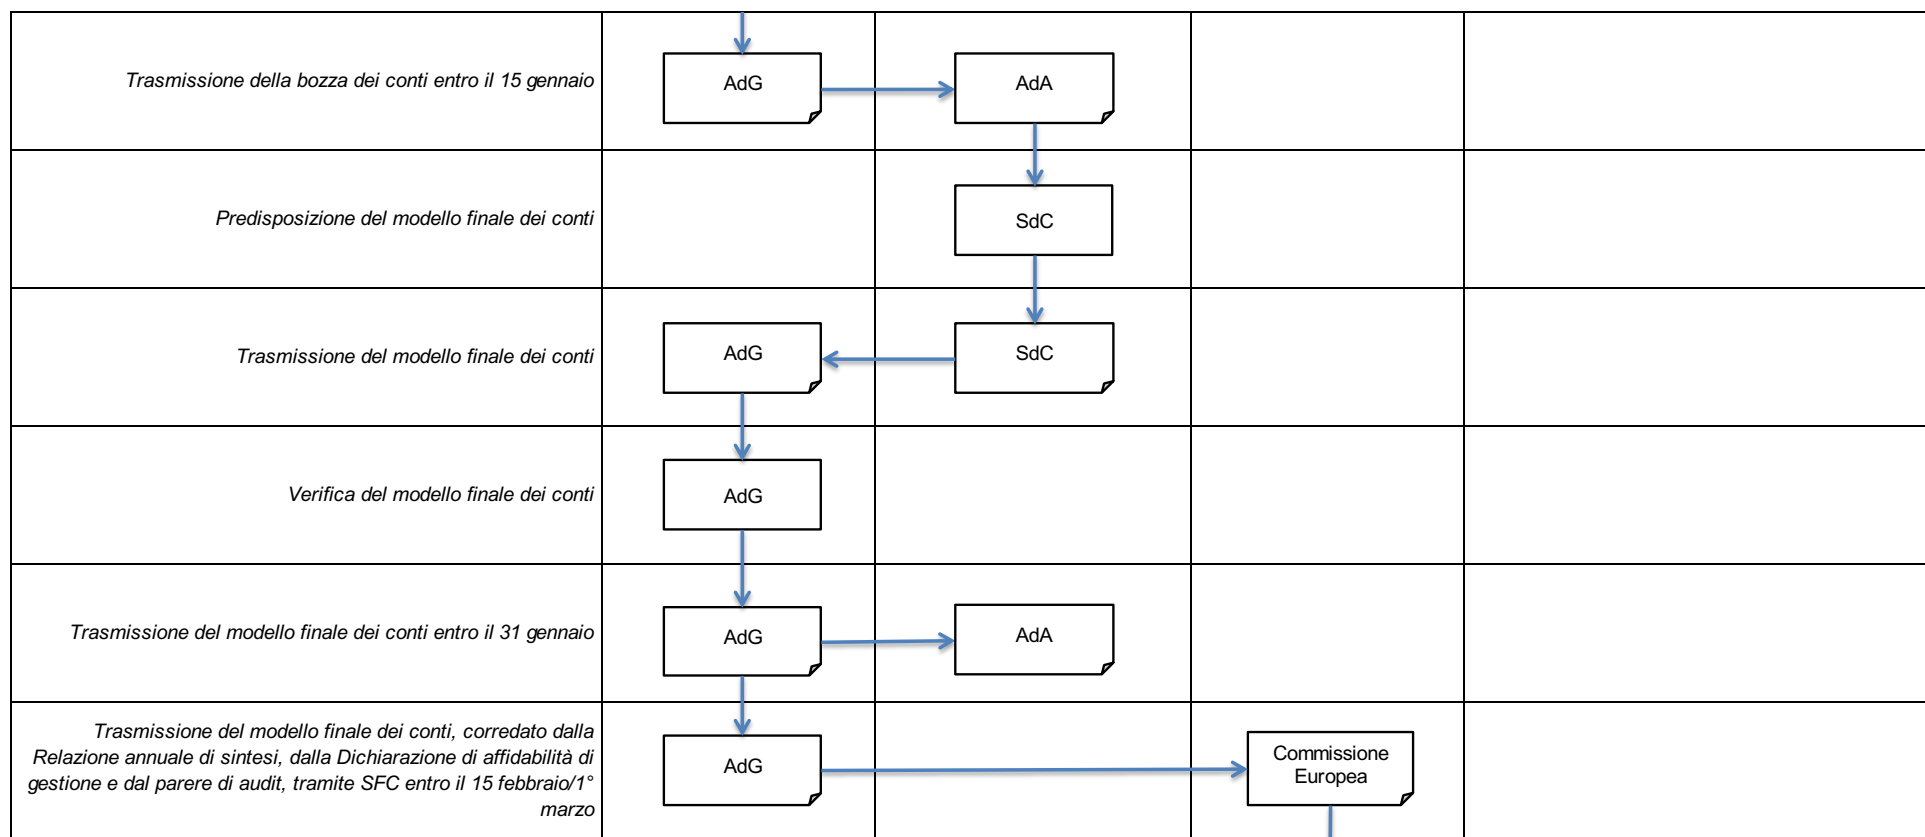 Trasmissione della bozza dei conti entro il 15 gennaio
AdG
AdA
Predisposizione del modello finale dei conti
SdC
Trasmissione del modello finale dei conti
AdG
SdC
Verifica del modello finale dei conti
AdG
Trasmissione del modello finale dei conti entro il 31 gennaio
AdG
AdA
Trasmissione del modello finale dei conti, corredato dalla
Relazione annuale di sintesi, dalla Dichiarazione di affidabilità di
gestione e dal parere di audit, tramite SFC entro il 15 febbraio/1°
marzo
AdG
Commissione
Europea